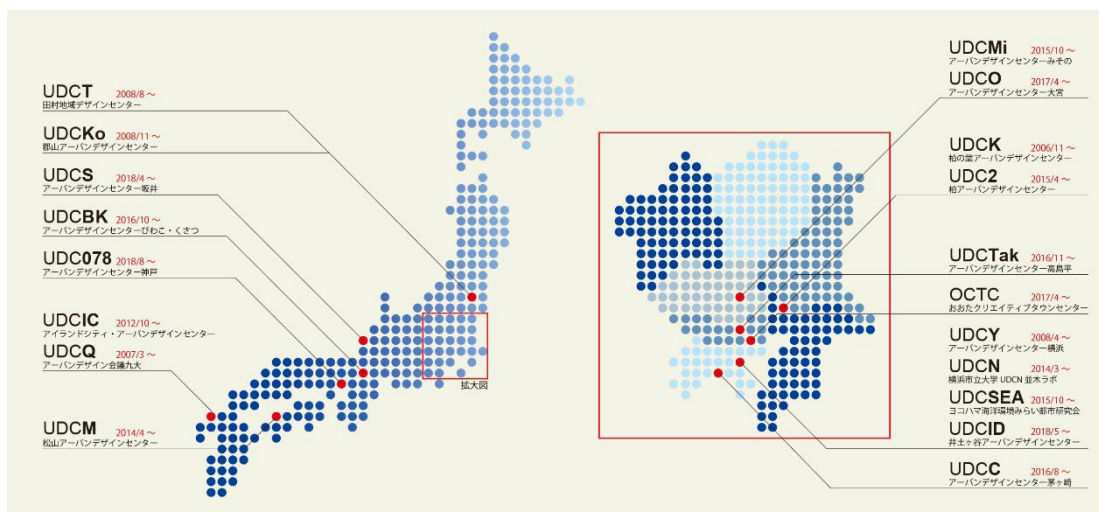 UDCT 2008/8 ～
田村地域デザインセンター
UDCKo 2008/11 ～
郡山アーバンデザインセンター
UDCS 2018/4 ～
アーバンデザインセンター坂井
UDCBK 2016/10 ～
アーバンデザインセンターびわこ・くさつ
UDC078 2018/8 ～
アーバンデザインセンター神戸
UDCIC 2012/10 ～
アイランドシティ・アーバンデザインセンター
UDCQ 2007/3 ～
アーバンデザイン会議九大
UDCM 2014/4 ～
松山アーバンデザインセンター
拡大図
UDCMi 2015/10 ～
アーバンデザインセンターみその
UDCO 2017/4 ～
アーバンデザインセンター大宮
UDCK 2006/11 ～
柏の葉アーバンデザインセンター
UDC2 2015/4 ～
柏アーバンデザインセンター
UDCTak 2016/11 ～
アーバンデザインセンター高島平
OCTC 2017/4 ～
おおたクリエイティブタウンセンター
UDCY 2008/4 ～
アーバンデザインセンター横浜
UDCN 2014/3 ～
横浜市立大学 UDCN 並木ラボ
UDCSEA 2015/10 ～
ヨコハマ海洋環境みらい都市研究会
UDCID 2018/5 ～
井土ヶ谷アーバンデザインセンター
UDCC 2016/8 ～
アーバンデザインセンター茅ヶ崎